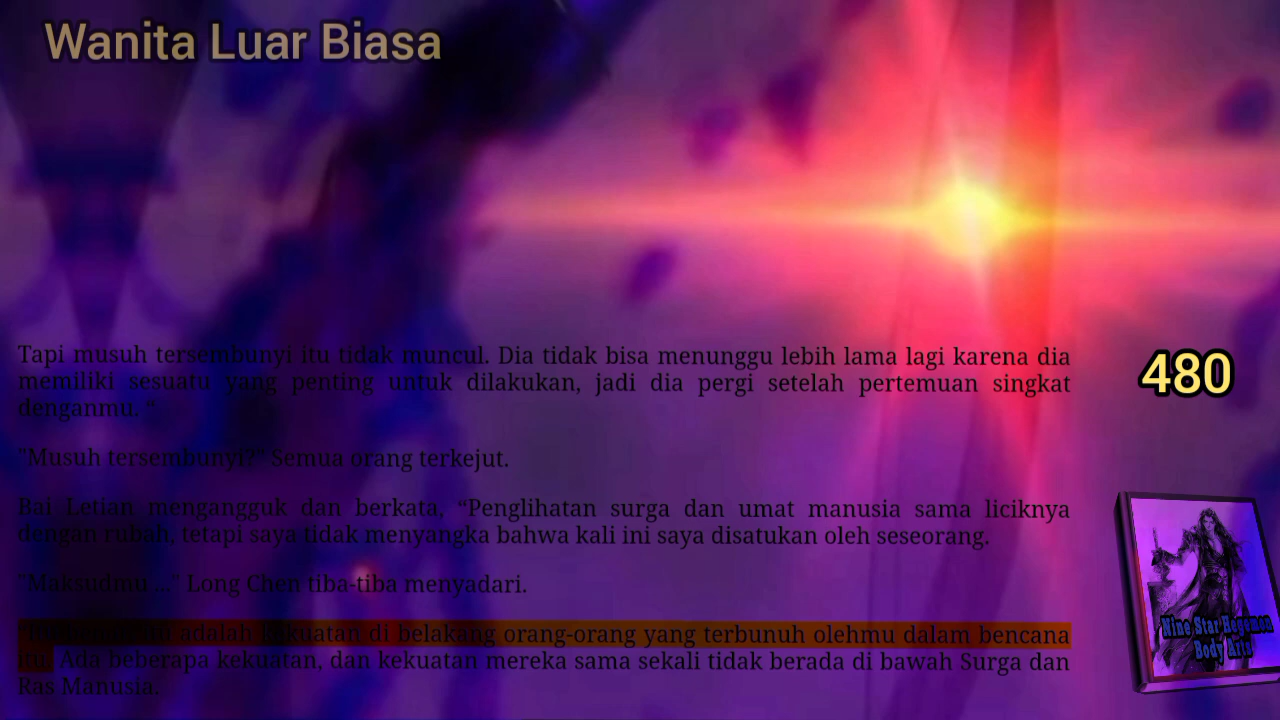 Wanita Luar Biasa
Tapi musuh tersembunyi itu tidak muncul. Dia tidak bisa menunggu lebih lama lagi karena dia
memiliki sesuatu yang penting untuk dilakukan, jadi dia pergi setelah pertemuan singkat
denganmu. “
480
"Musuh tersembunyi?" Semua orang terkejut.
Bai Letian mengangguk dan berkata, “Penglihatan surga dan umat manusia sama liciknya
dengan rubah, tetapi saya tidak menyangka bahwa kali ini saya disatukan oleh seseorang.
"Maksudmu ..." Long Chen tiba-tiba menyadari.
adalah kekuatan di belakang orang-orang yang terbunuh olehmu dalam bencana
itu. Ada beberapa kekuatan, dan kekuatan mereka sama sekali tidak berada di bawah Surga dan
Ras Manusia.
Nine Star Hegemon
Body Arts